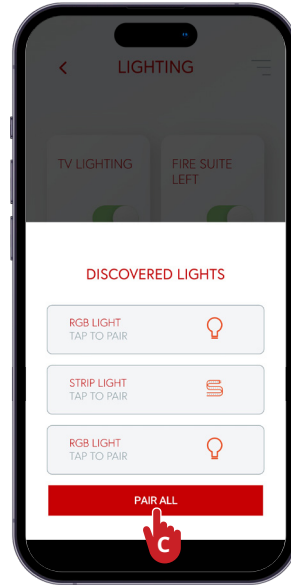 LIGHTING
TV LIGHTING
FIRE SUITE
LEFT
DISCOVERED LIGHTS
RGB LIGHT
TAP TO PAIR
STRIP LIGHT
TAP TO PAIR
RGB LIGHT
TAP TO PAIR
PAIR ALL
C